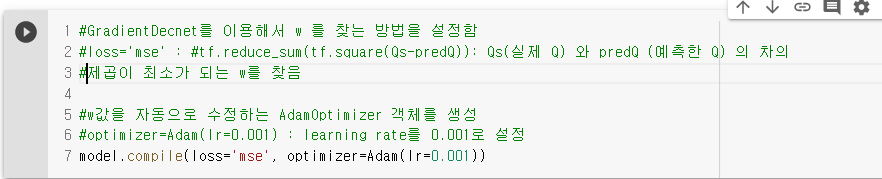 1 #GradientDecnet를 이용해서 w 를 찾는 방법을 설정함
2 #loss='mse' : #tf.reduce_sum(tf.square(Qs-predQ)): Qs(실제 Q) 와 predQ (예측한 Q) 의 차의
3 #제곱이 최소가 되는 w를 찾음
4
5 #w값을 자동으로 수정하는 AdamOptimizer 객체를 생성
6 #optimizer=Adam(lr=0.001) : learning rate를 0.001로 설정
7 model.compile(loss='mse', optimizer=Adam(lr=0.001))